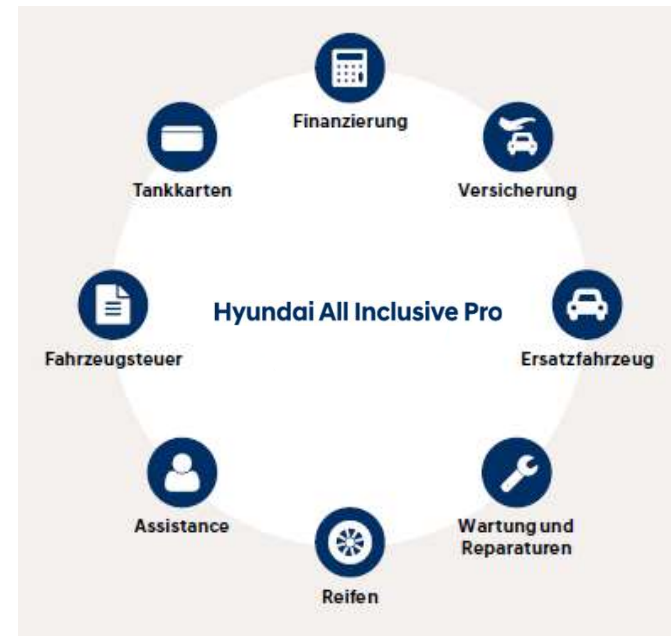 Finanzierung
Tankkarten
Versicherung
Hyundai All Inclusive Pro
Fahrzeugsteuer
Ersatzfahrzeug
Assistance
Wartung und
Reparaturen
Reifen